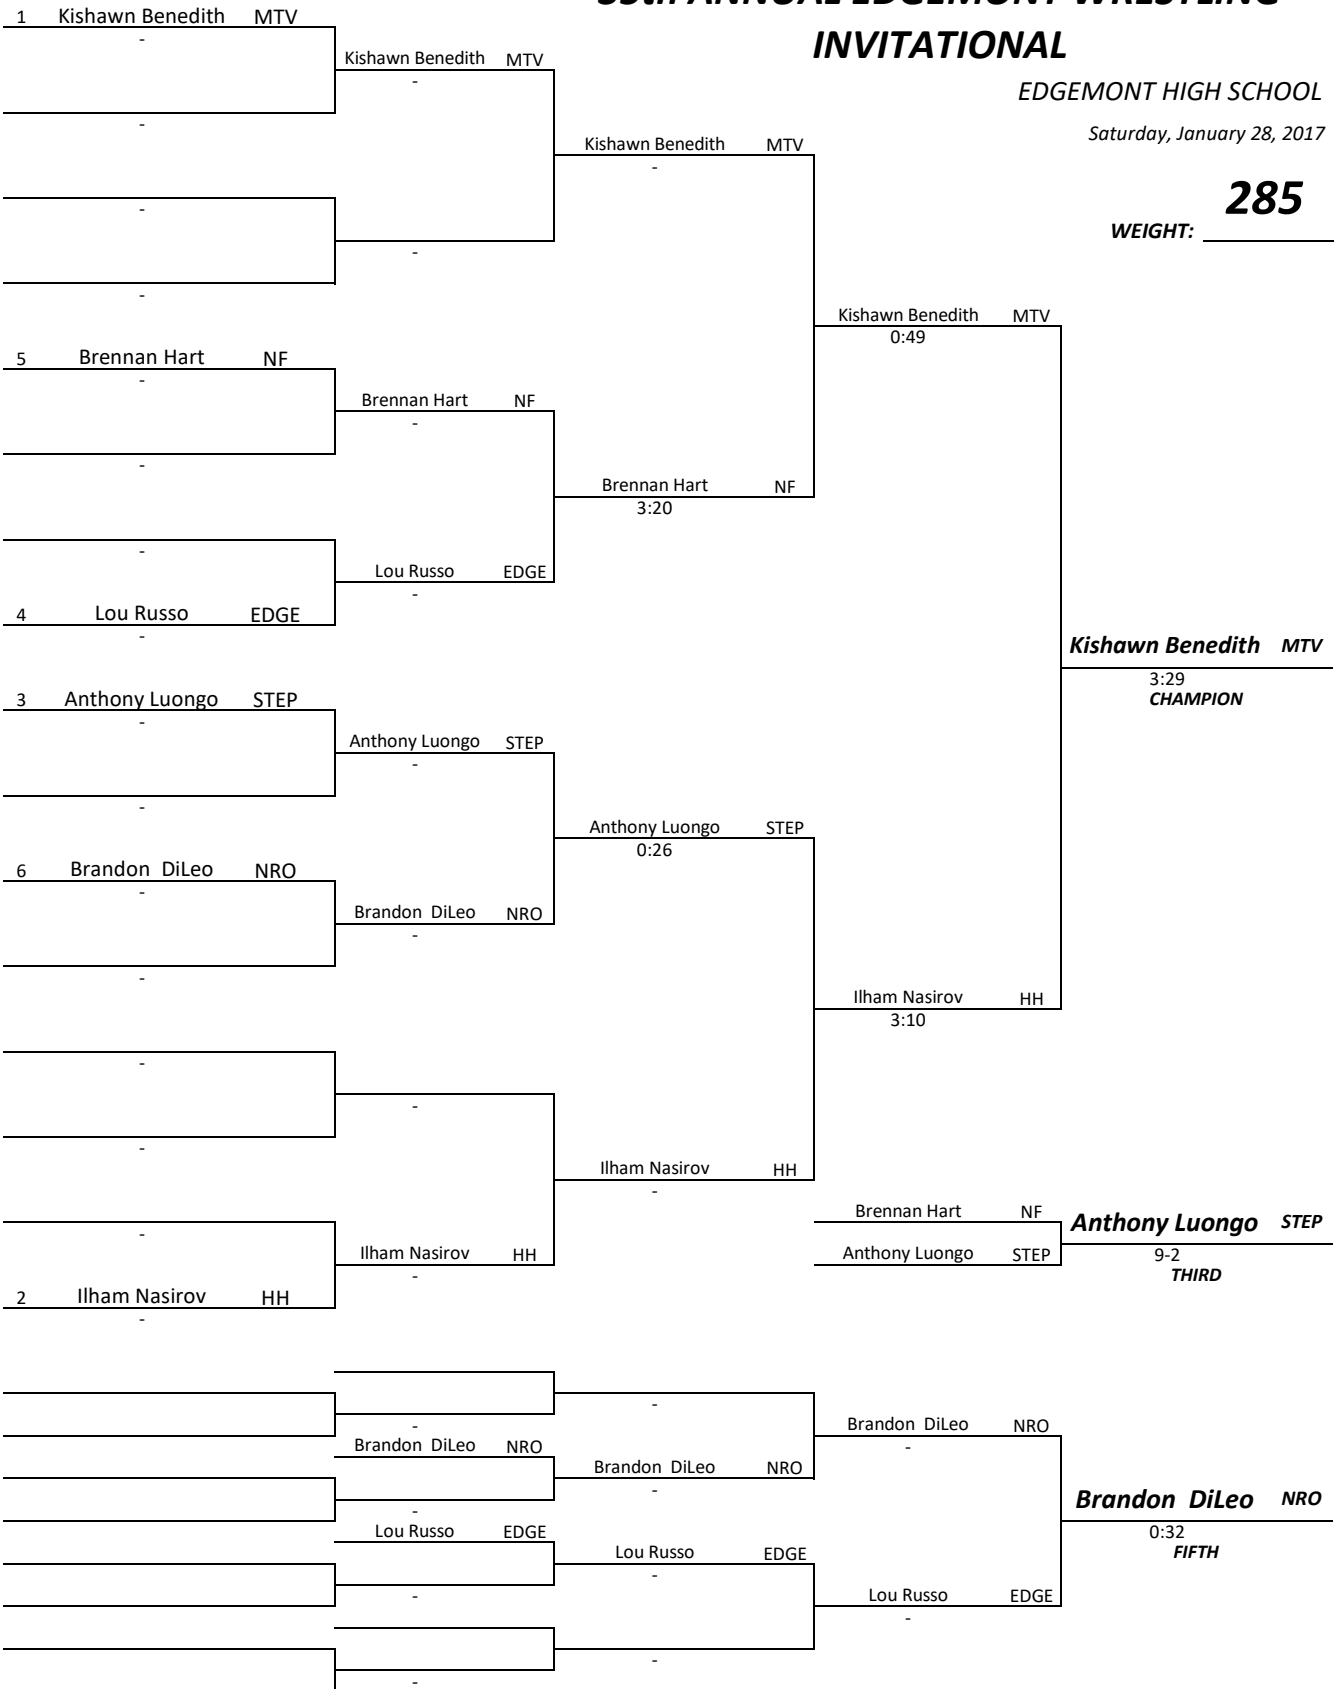 INVITATIONAL
EDGEMONT HIGH SCHOOL
Saturday, January 28, 2017
285
WEIGHT:
1 Kishawn Benedith MTV
-
Kishawn Benedith MTV
-
-
Kishawn Benedith MTV
-
-
-
-
Kishawn Benedith MTV
0:49
5 Brennan Hart NF
-
Brennan Hart NF
-
-
Brennan Hart NF
3:20
-
Lou Russo EDGE
-
4 Lou Russo EDGE
-
Kishawn Benedith MTV
3:29
CHAMPION
3 Anthony Luongo STEP
-
Anthony Luongo STEP
-
-
Anthony Luongo STEP
0:26
6 Brandon DiLeo NRO
-
Brandon DiLeo NRO
-
-
Ilham Nasirov HH
3:10
-
-
-
Ilham Nasirov HH
-
Brennan Hart NF
Anthony Luongo STEP
-
Ilham Nasirov HH
-
Anthony Luongo STEP
9-2
THIRD
2 Ilham Nasirov HH
-
-
-
Brandon DiLeo NRO
-
Brandon DiLeo NRO
Brandon DiLeo NRO
-
-
Brandon DiLeo NRO
0:32
FIFTH
Lou Russo EDGE
Lou Russo EDGE
-
-
Lou Russo EDGE
-
-
-